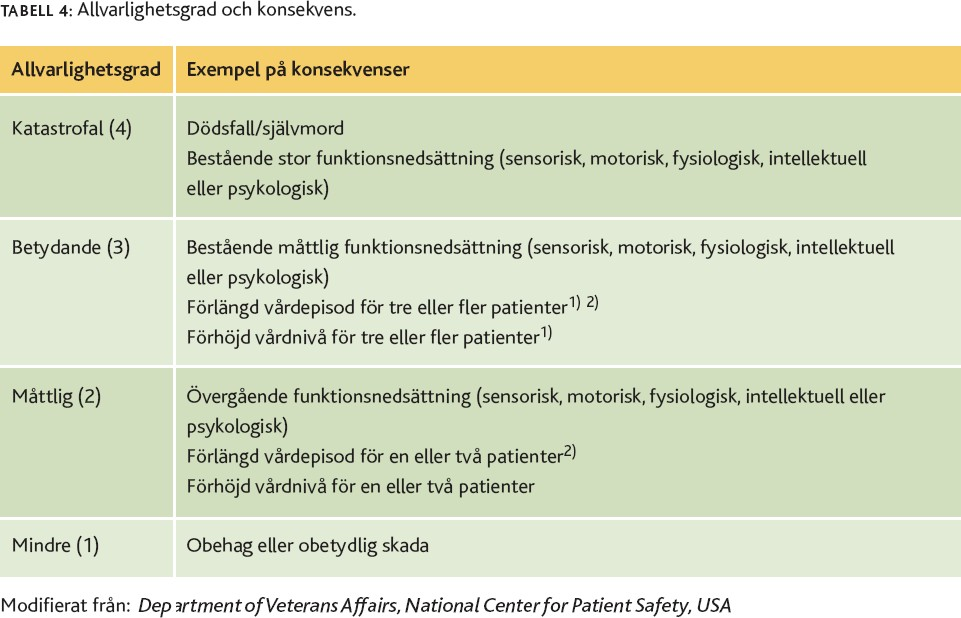 TABELL 4: Allvarlighetsgrad och konsekvens.
Allvarlighetsgrad Exempel på konsekvenser
Katastrofal (4) Dödsfall/självmord
Bestående stor funktionsnedsättning (sensorisk, motorisk, fysiologisk, intellektuell
eller psykologisk)
Betydande (3) Bestående måttlig funktionsnedsättning (sensorisk, motorisk, fysiologisk, intellektuell
eller psykologisk)
Förlängd vårdepisod för tre eller fler patienter1) 2)
Förhöjd vårdnivå för tre eller fler patienter1)
Måttlig (2) Övergående funktionsnedsättning (sensorisk, motorisk, fysiologisk, intellektuell eller
psykologisk)
Förlängd vårdepisod för en eller två patienter2)
Förhöjd vårdnivå för en eller två patienter
Mindre (1) Obehag eller obetydlig skada
Modifierat från: Department of Veterans Affairs, National Center for Patient Safety, USA